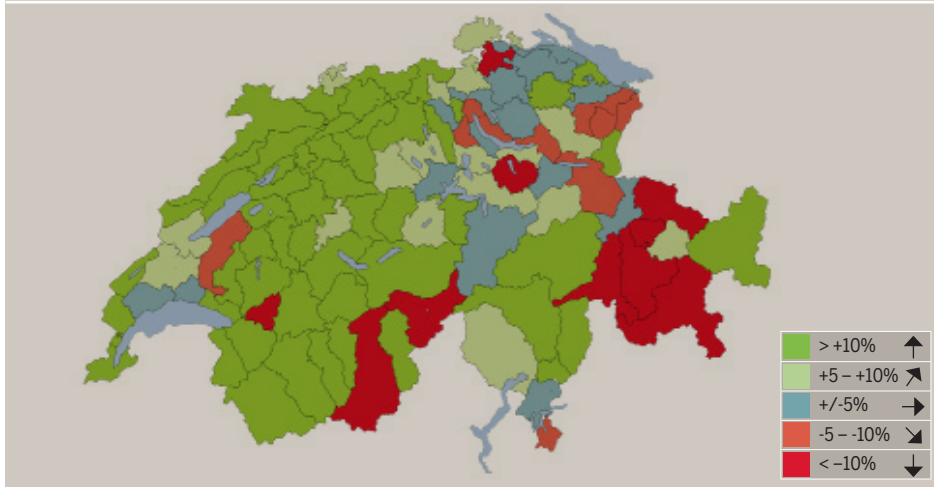 > +10%
+5 – +10%
+/-5%
-5 – -10%
< –10%